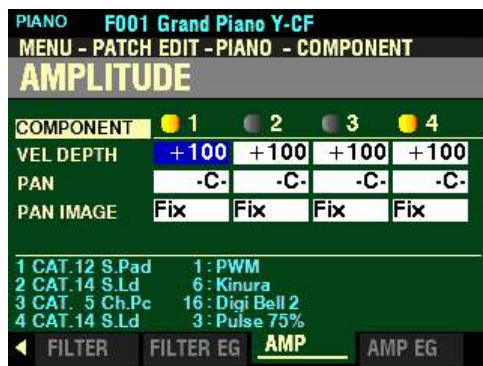 PIANO F001 Grand Piano Y-CF
MENU - PATCH EDIT - PIANO - COMPONENT
AMPLITUDE
COMPONENT 1 2 3 4
VEL DEPTH +100 +100 +100 +100
PAN -C- -C- -C- -C-
PAN IMAGE Fix Fix Fix Fix
1 CAT.12 S.Pad 1 : PWM
2 CAT.14 S.Ld 6 : Kinura
3 CAT. 5 Ch.Pc 16 : Digi Bell 2
4 CAT.14 S.Ld 3 : Pulse 75%
FILTER FILTER EG AMP AMP EG